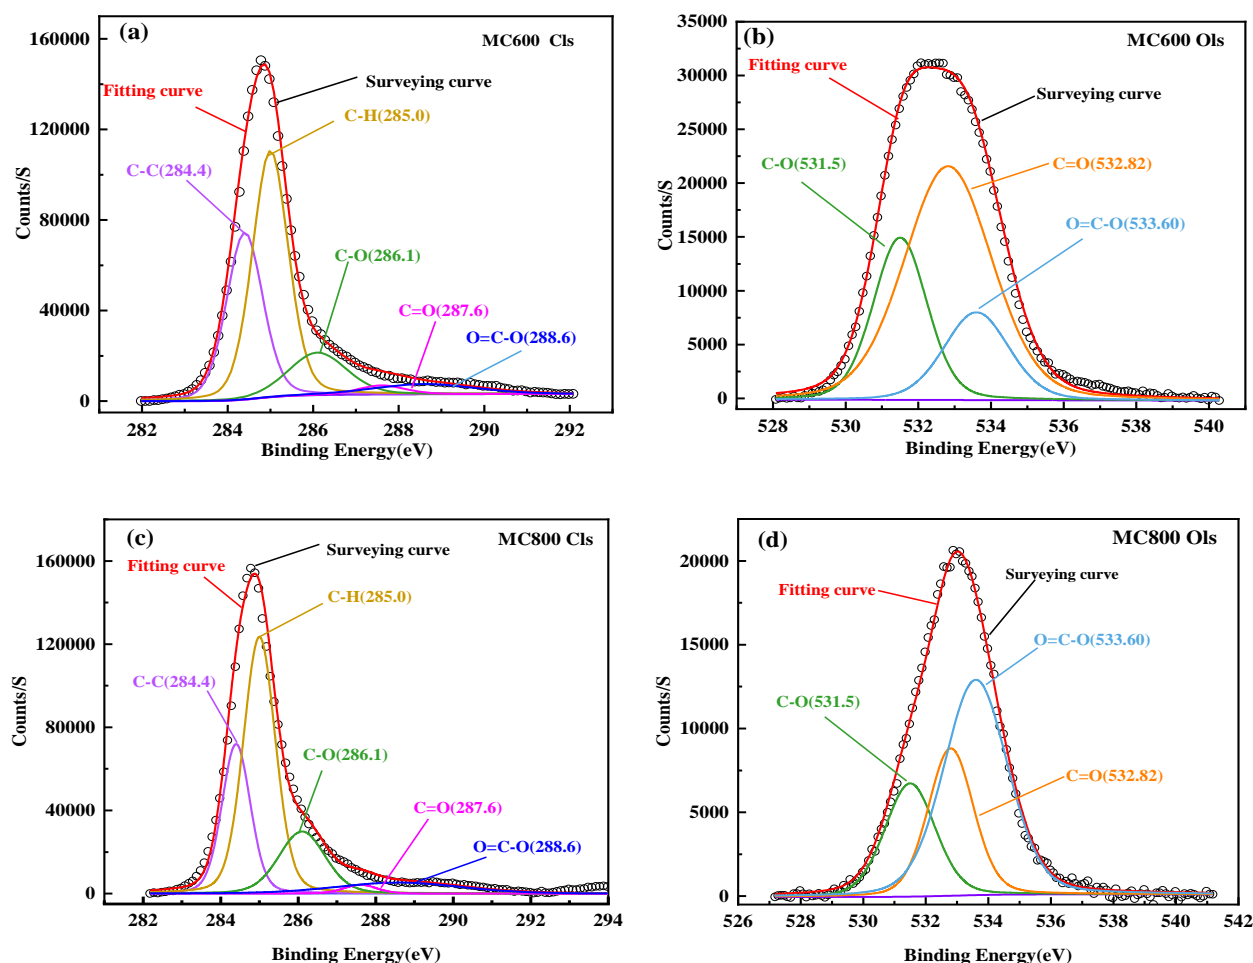 (a)
MC600 Cls
160000
120000
80000
40000
0
Counts/S
Fitting curve
Surveying curve
C-H(285.0)
C-C(284.4)
C-O(286.1)
C=O(287.6)
O=C-O(288.6)
282 284 286 288 290 292
Binding Energy(eV)
(b)
MC600 Ols
35000
30000
25000
20000
15000
10000
5000
0
Counts/S
Fitting curve
Surveying curve
C-O(531.5)
C=O(532.82)
O=C-O(533.60)
528 530 532 534 536 538 540
Binding Energy(eV)
(c)
MC800 Cls
160000
120000
80000
40000
0
Counts/S
Surveying curve
Fitting curve
C-H(285.0)
C-C(284.4)
C-O(286.1)
C=O(287.6)
O=C-O(288.6)
282 284 286 288 290 292 294
Binding Energy(eV)
(d)
MC800 Ols
20000
15000
10000
5000
0
Counts/S
Surveying curve
Fitting curve
O=C-O(533.60)
C-O(531.5)
C=O(532.82)
526 528 530 532 534 536 538 540 542
Binding Energy(eV)